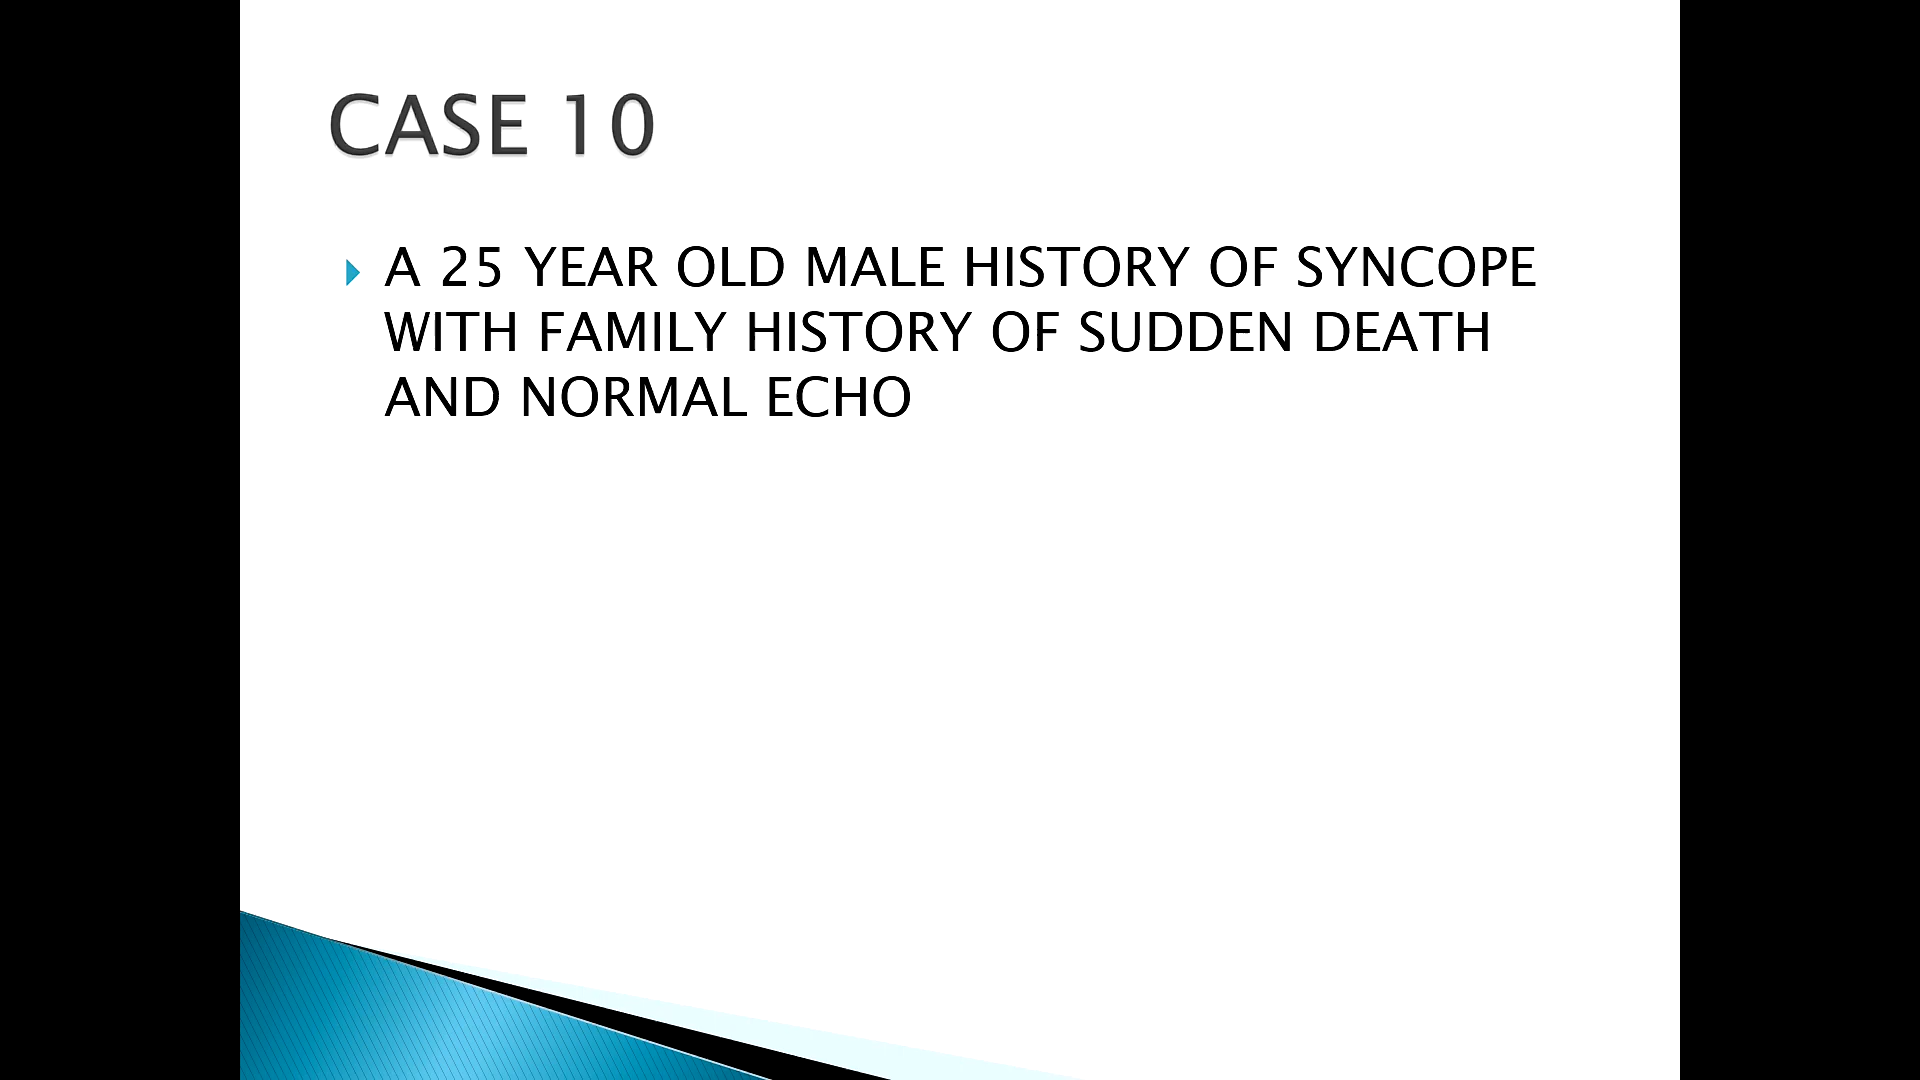 CASE 10
A 25 YEAR OLD MALE HISTORY OF SYNCOPE
WITH FAMILY HISTORY OF SUDDEN DEATH
AND NORMAL ECHO